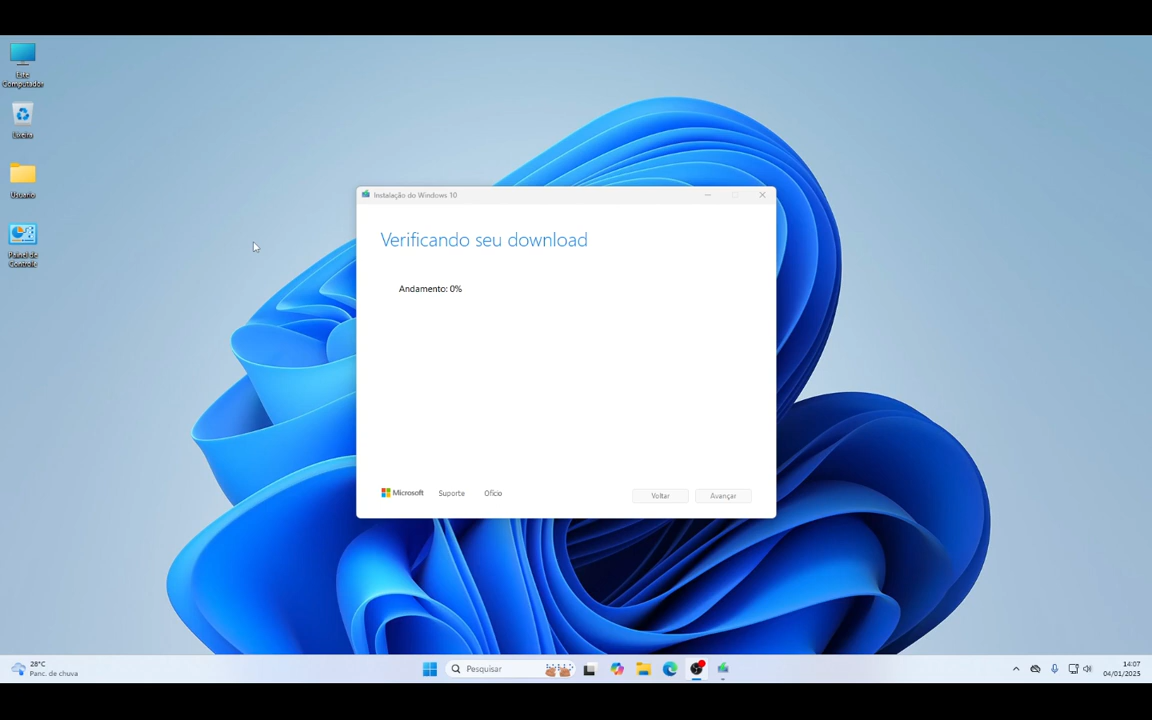 Este
Computador
Lixeira
Usuario
Painel de
Controle
Instalação do Windows 10
Verificando seu download
Andamento: 0%
Microsoft
Suporte
Ofício
Voltar
Avançar
28°C
Panc. de chuva
Pesquisar
14:07
04/01/2025